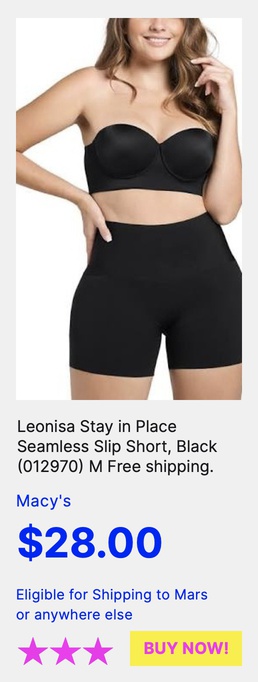 Leonisa Stay in Place
Seamless Slip Short, Black
(012970) M Free shipping.
Macy's
$28.00
Eligible for Shipping to Mars
or anywhere else
BUY NOW!